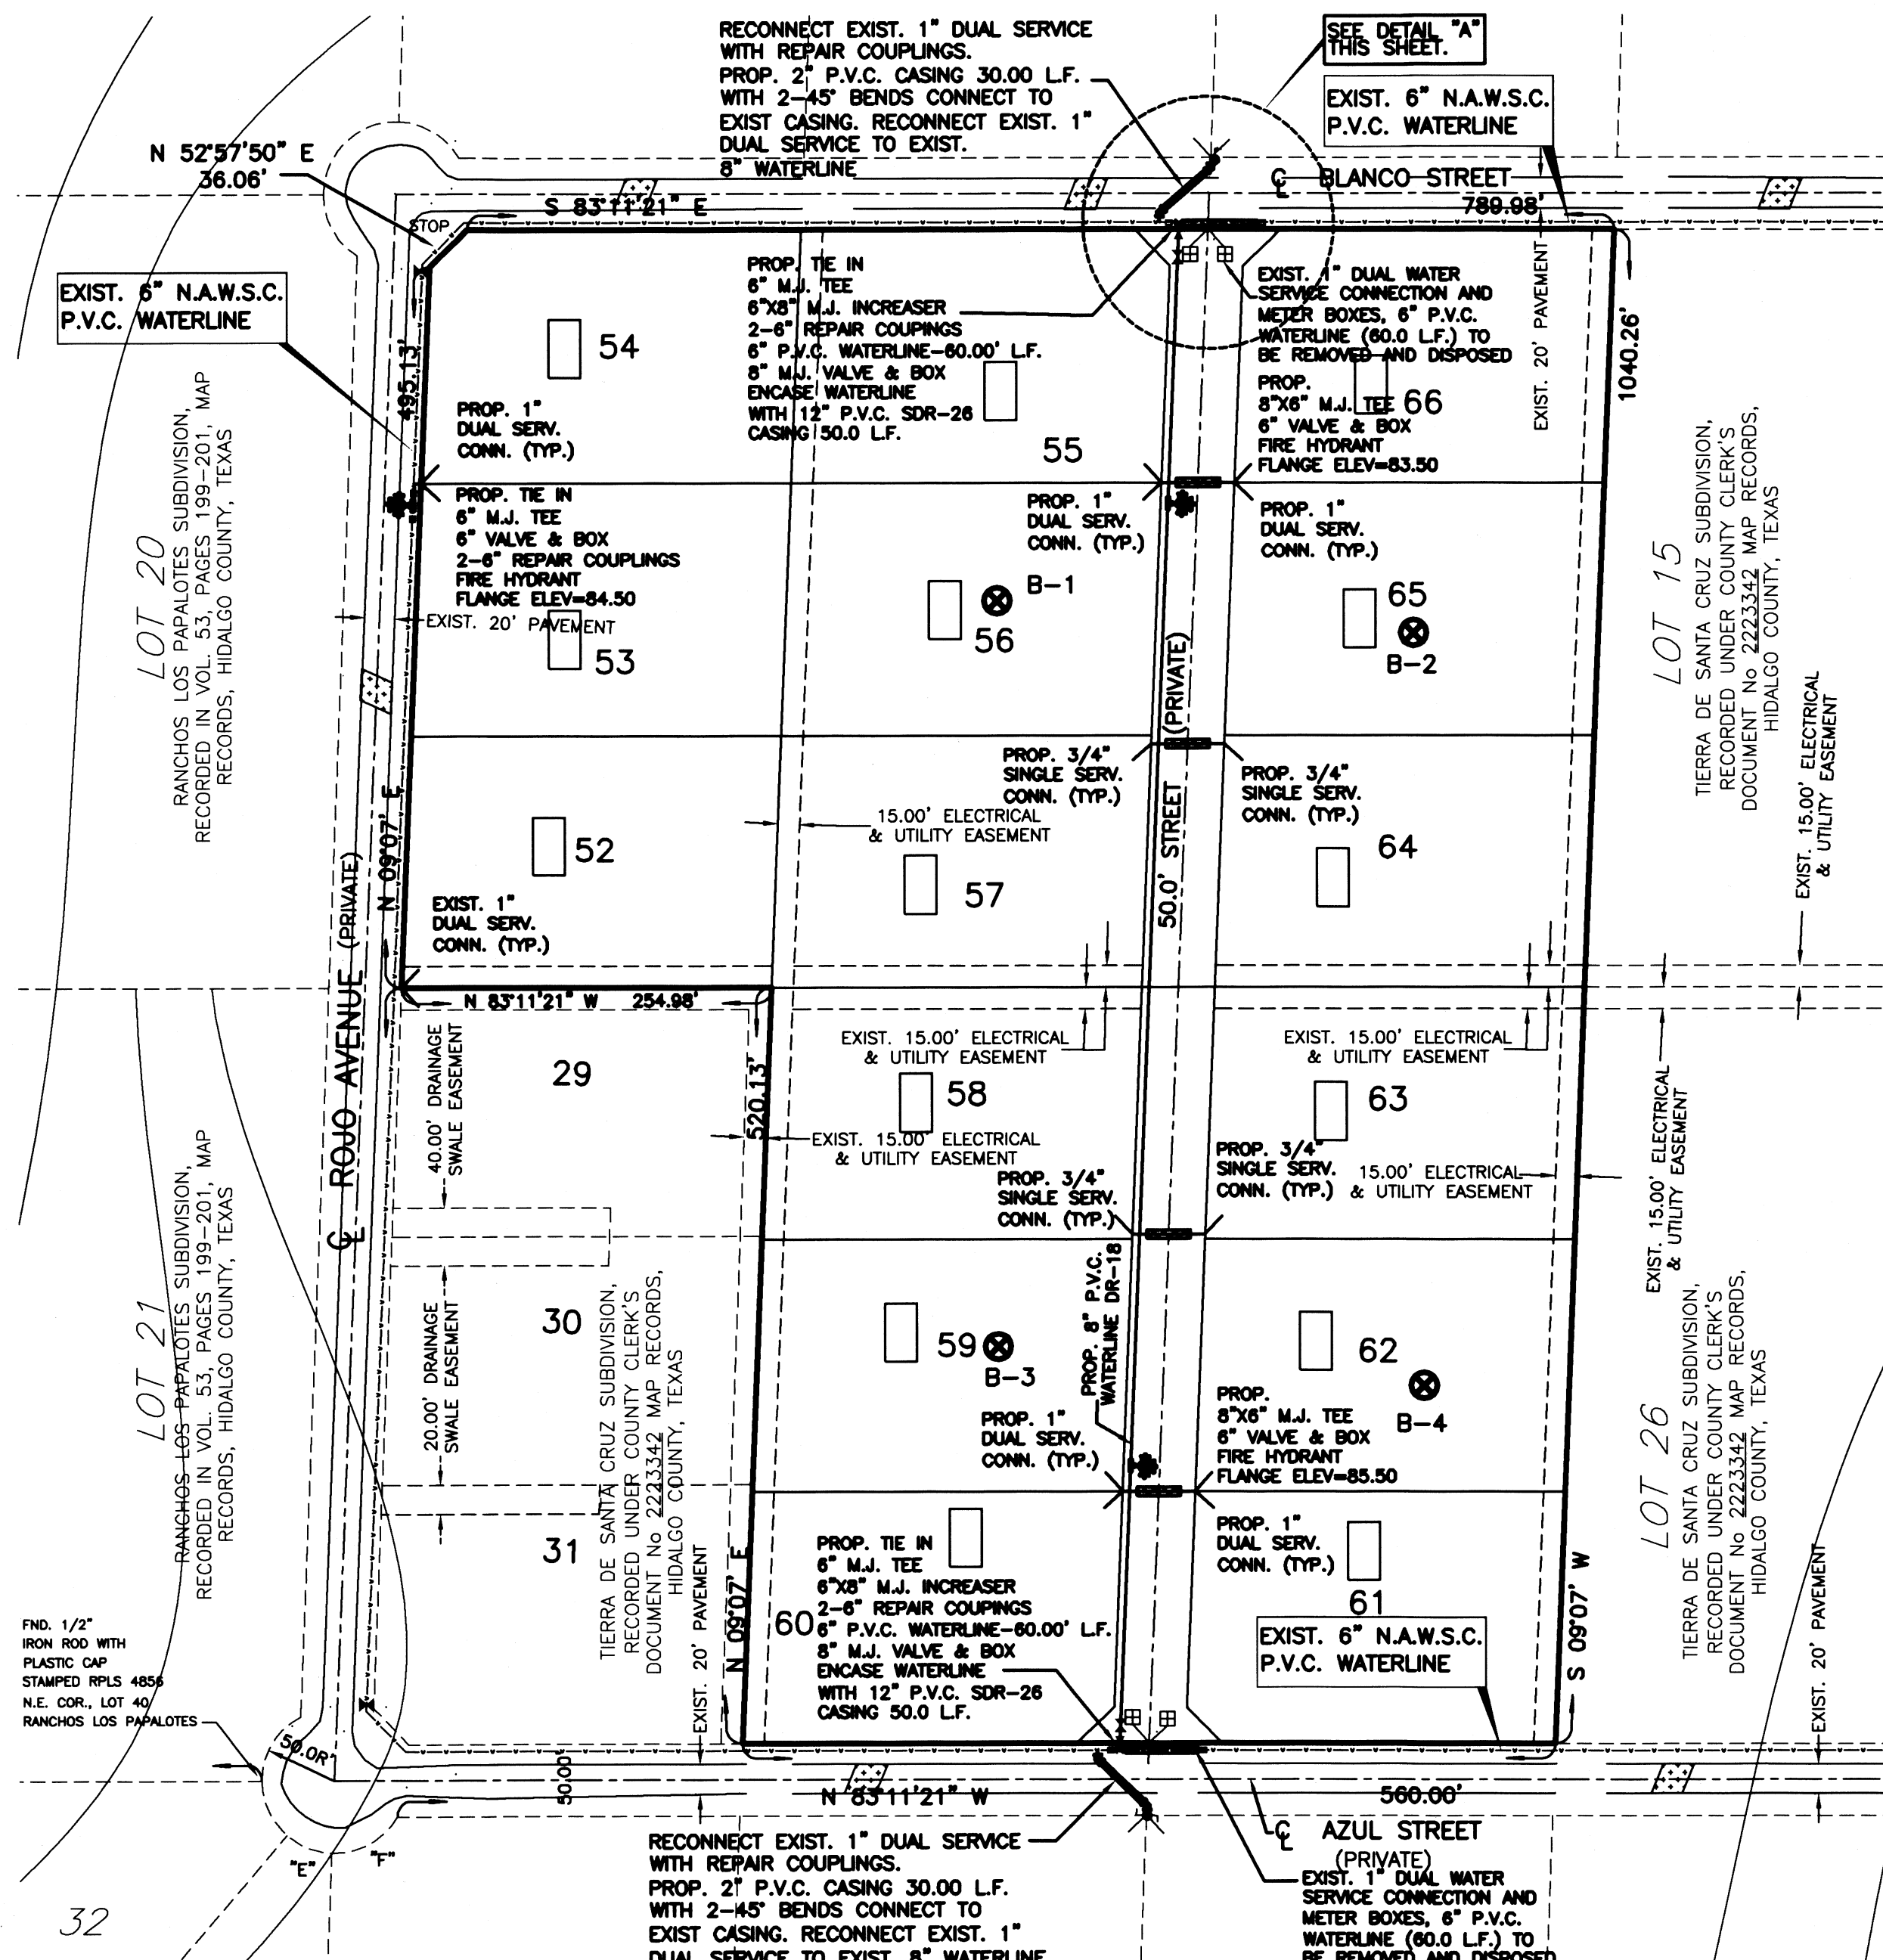 RECONNECT EXIST. 1" DUAL SERVICE
WITH REPAIR COUPLINGS.
PROP. 2" P.V.C. CASING 30.00 L.F.
WITH 2-45° BENDS CONNECT TO
EXIST CASING. RECONNECT EXIST. 1"
DUAL SERVICE TO EXIST.
8" WATERLINE
SEE DETAIL "A"
THIS SHEET.
EXIST. 6" N.A.W.S.C.
P.V.C. WATERLINE
N 52°57'50" E
36.06'
℄ BLANCO STREET
S 83°11'21" E
789.98'
STOP
EXIST. 6" N.A.W.S.C.
P.V.C. WATERLINE
495.13'
54
PROP. 1"
DUAL SERV.
CONN. (TYP.)
PROP. TIE IN
6" M.J. TEE
6"X8" M.J. INCREASER
2-6" REPAIR COUPINGS
6" P.V.C. WATERLINE-60.00' L.F.
8" M.J. VALVE & BOX
ENCASE WATERLINE
WITH 12" P.V.C. SDR-26
CASING 50.0 L.F.
55
EXIST. 1" DUAL WATER
SERVICE CONNECTION AND
METER BOXES, 6" P.V.C.
WATERLINE (60.0 L.F.) TO
BE REMOVED AND DISPOSED
PROP.
8"X6" M.J. TEE
6" VALVE & BOX
FIRE HYDRANT
FLANGE ELEV=83.50
66
EXIST. 20' PAVEMENT
1040.26'
PROP. TIE IN
6" M.J. TEE
6" VALVE & BOX
2-6" REPAIR COUPLINGS
FIRE HYDRANT
FLANGE ELEV=84.50
EXIST. 20' PAVEMENT
53
PROP. 1"
DUAL SERV.
CONN. (TYP.)
PROP. 1"
DUAL SERV.
CONN. (TYP.)
B-1
56
65
B-2
LOT 20
RANCHOS LOS PAPALOTES SUBDIVISION,
RECORDED IN VOL. 53, PAGES 199-201, MAP
RECORDS, HIDALGO COUNTY, TEXAS
LOT 15
TIERRA DE SANTA CRUZ SUBDIVISION,
RECORDED UNDER COUNTY CLERK'S
DOCUMENT No 2223342 MAP RECORDS,
HIDALGO COUNTY, TEXAS
EXIST. 15.00' ELECTRICAL
& UTILITY EASEMENT
50.0' STREET (PRIVATE)
PROP. 3/4"
SINGLE SERV.
CONN. (TYP.)
PROP. 3/4"
SINGLE SERV.
CONN. (TYP.)
15.00' ELECTRICAL
& UTILITY EASEMENT
N 09°07' E
52
57
64
EXIST. 1"
DUAL SERV.
CONN. (TYP.)
℄ ROJO AVENUE (PRIVATE)
N 83°11'21" W 254.98'
40.00' DRAINAGE
SWALE EASEMENT
29
520.13'
EXIST. 15.00' ELECTRICAL
& UTILITY EASEMENT
EXIST. 15.00' ELECTRICAL
& UTILITY EASEMENT
58
63
EXIST. 15.00' ELECTRICAL
& UTILITY EASEMENT
PROP. 3/4"
SINGLE SERV.
CONN. (TYP.)
PROP. 3/4"
SINGLE SERV.
CONN. (TYP.)
15.00' ELECTRICAL
& UTILITY EASEMENT
EXIST. 15.00' ELECTRICAL
& UTILITY EASEMENT
LOT 21
RANCHOS LOS PAPALOTES SUBDIVISION,
RECORDED IN VOL. 53, PAGES 199-201, MAP
RECORDS, HIDALGO COUNTY, TEXAS
20.00' DRAINAGE
SWALE EASEMENT
30
31
TIERRA DE SANTA CRUZ SUBDIVISION,
RECORDED UNDER COUNTY CLERK'S
DOCUMENT No 2223342 MAP RECORDS,
HIDALGO COUNTY, TEXAS
PROP. 8" P.V.C.
WATERLINE DR-18
59
B-3
62
B-4
PROP. 1"
DUAL SERV.
CONN. (TYP.)
PROP.
8"X6" M.J. TEE
6" VALVE & BOX
FIRE HYDRANT
FLANGE ELEV=85.50
PROP. 1"
DUAL SERV.
CONN. (TYP.)
LOT 26
TIERRA DE SANTA CRUZ SUBDIVISION,
RECORDED UNDER COUNTY CLERK'S
DOCUMENT No 2223342 MAP RECORDS,
HIDALGO COUNTY, TEXAS
EXIST. 20' PAVEMENT
N 09°07' E
PROP. TIE IN
6" M.J. TEE
6"X8" M.J. INCREASER
2-6" REPAIR COUPINGS
6" P.V.C. WATERLINE-60.00' L.F.
8" M.J. VALVE & BOX
ENCASE WATERLINE
WITH 12" P.V.C. SDR-26
CASING 50.0 L.F.
60
61
EXIST. 6" N.A.W.S.C.
P.V.C. WATERLINE
S 09°07' W
EXIST. 20' PAVEMENT
FND. 1/2"
IRON ROD WITH
PLASTIC CAP
STAMPED RPLS 4856
N.E. COR., LOT 40,
RANCHOS LOS PAPALOTES
50.0R'
50.00'
N 83°11'21" W
560.00'
℄ AZUL STREET
(PRIVATE)
"E"
"F"
32
RECONNECT EXIST. 1" DUAL SERVICE
WITH REPAIR COUPLINGS.
PROP. 2" P.V.C. CASING 30.00 L.F.
WITH 2-45° BENDS CONNECT TO
EXIST CASING. RECONNECT EXIST. 1"
DUAL SERVICE TO EXIST. 8" WATERLINE
EXIST. 1" DUAL WATER
SERVICE CONNECTION AND
METER BOXES, 6" P.V.C.
WATERLINE (60.0 L.F.) TO
BE REMOVED AND DISPOSED